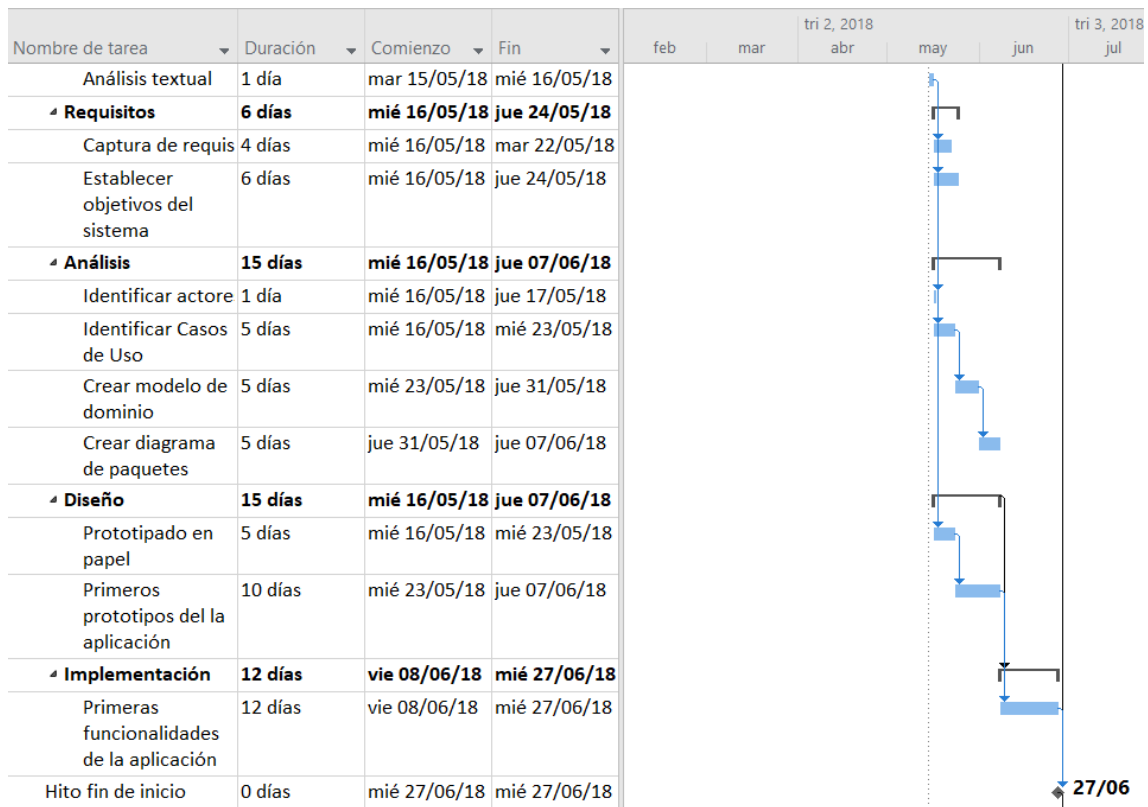 tri 2, 2018 tri 3, 2018
Nombre de tarea Duración Comienzo Fin feb mar abr may jun jul
Análisis textual 1 día mar 15/05/18 mié 16/05/18
Requisitos 6 días mié 16/05/18 jue 24/05/18
Captura de requis 4 días mié 16/05/18 mar 22/05/18
Establecer 6 días mié 16/05/18 jue 24/05/18
objetivos del
sistema
Análisis 15 días mié 16/05/18 jue 07/06/18
Identificar actore 1 día mié 16/05/18 jue 17/05/18
Identificar Casos 5 días mié 16/05/18 mié 23/05/18
de Uso
Crear modelo de 5 días mié 23/05/18 jue 31/05/18
dominio
Crear diagrama 5 días jue 31/05/18 jue 07/06/18
de paquetes
Diseño 15 días mié 16/05/18 jue 07/06/18
Prototipado en 5 días mié 16/05/18 mié 23/05/18
papel
Primeros 10 días mié 23/05/18 jue 07/06/18
prototipos del la
aplicación
Implementación 12 días vie 08/06/18 mié 27/06/18
Primeras 12 días vie 08/06/18 mié 27/06/18
funcionalidades
de la aplicación
Hito fin de inicio 0 días mié 27/06/18 mié 27/06/18 27/06